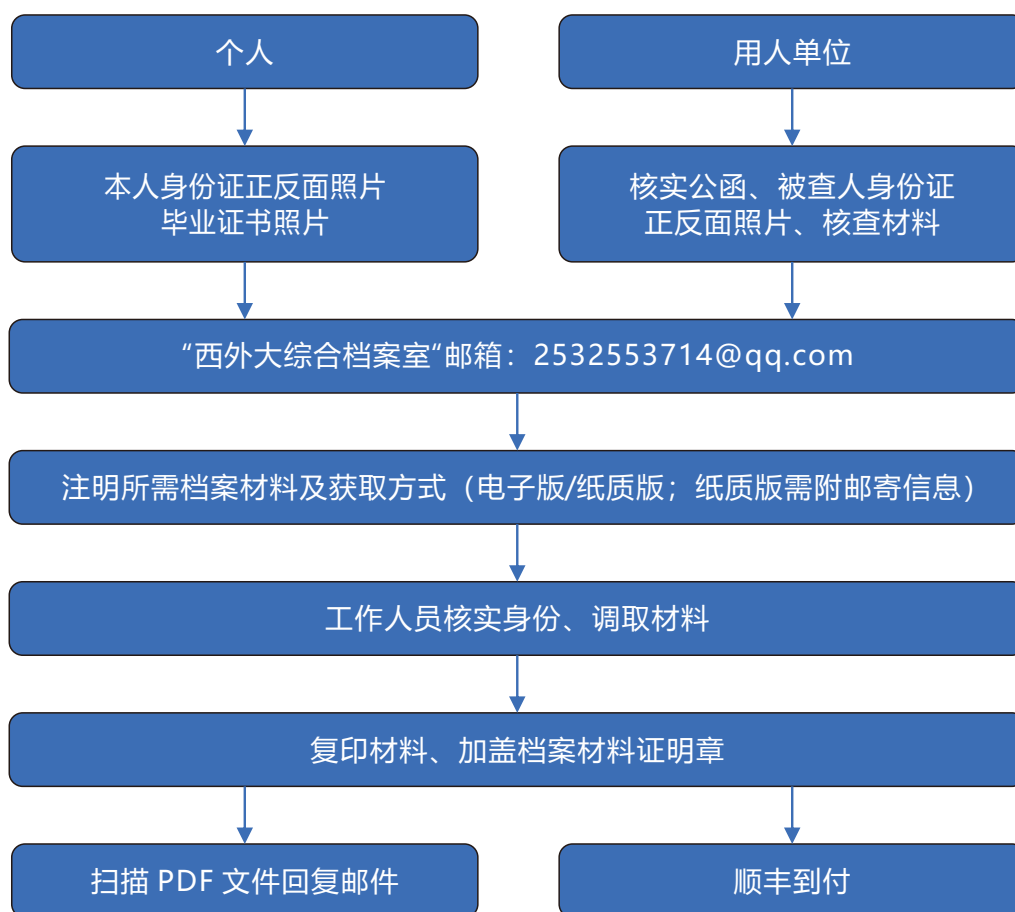 个人
用人单位
本人身份证正反面照片
毕业证书照片
核实公函、被查人身份证
正反面照片、核查材料
“西外大综合档案室“邮箱：2532553714@qq.com
注明所需档案材料及获取方式（电子版/纸质版；纸质版需附邮寄信息）
工作人员核实身份、调取材料
复印材料、加盖档案材料证明章
扫描 PDF 文件回复邮件
顺丰到付